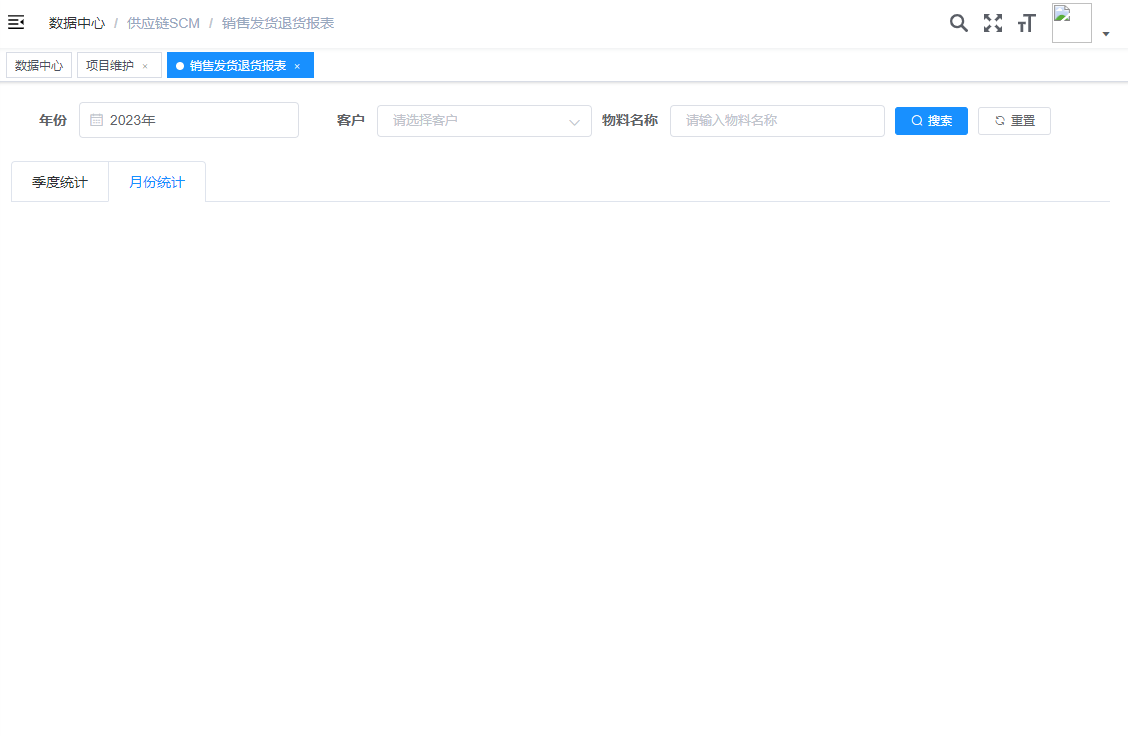 数据中心 / 供应链SCM / 销售发货退货报表
数据中心 项目维护 × 销售发货退货报表 ×
年份 2023年 客户 请选择客户 物料名称 请输入物料名称 搜索 重置
季度统计 月份统计